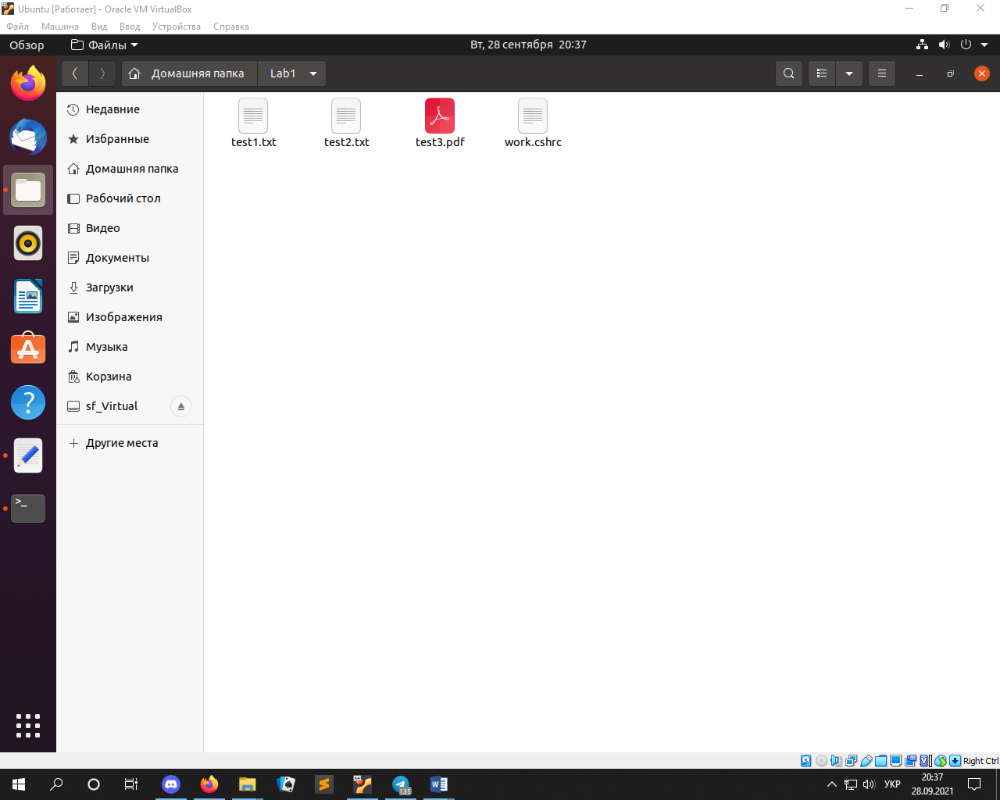 Ubuntu [Работает] - Oracle VM VirtualBox
Файл Машина Вид Ввод Устройства Справка
Обзор Файлы Вт, 28 сентября 20:37
Домашняя папка Lab1
Недавние
Избранные
Домашняя папка
Рабочий стол
Видео
Документы
Загрузки
Изображения
Музыка
Корзина
sf_Virtual
Другие места
test1.txt test2.txt test3.pdf work.cshrc
>_
Right Ctrl
64
135
W
УКР
20:37
28.09.2021